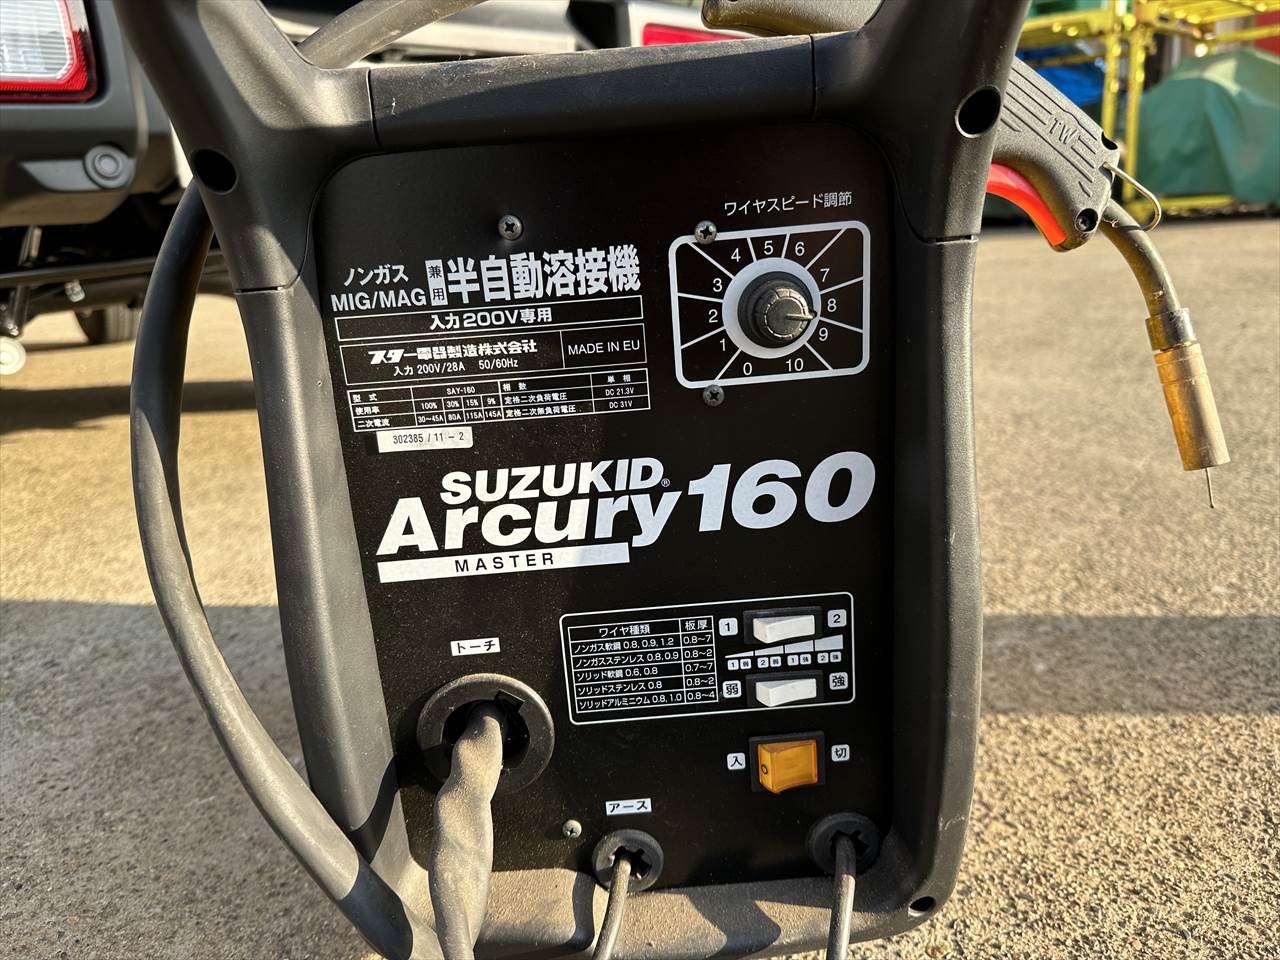 TW
ワイヤスピード調節
0 1 2 3 4 5 6 7 8 9 10
ノンガス
MIG/MAG
兼用
半自動溶接機
入力200V専用
スター電器製造株式会社
入力 200V/28A 50/60Hz
MADE IN EU
型式 SAY-160 相数 単相
使用率 100% 30% 15% 9% 定格二次負荷電圧 DC 21.3V
二次電流 30~45A 80A 115A 145A 定格二次無負荷電圧 DC 31V
302385 / 11 - 2
SUZUKID®
Arcury 160
MASTER
ワイヤ種類 板厚
ノンガス軟鋼 0.8, 0.9, 1.2 0.8~7
ノンガスステンレス 0.8, 0.9 0.8~2
ソリッド軟鋼 0.6, 0.8 0.7~7
ソリッドステンレス 0.8 0.8~2
ソリッドアルミニウム 0.8, 1.0 0.8~4
1 2
1 弱 2 弱 1 強 2 強
弱 強
トーチ
入 切
アース